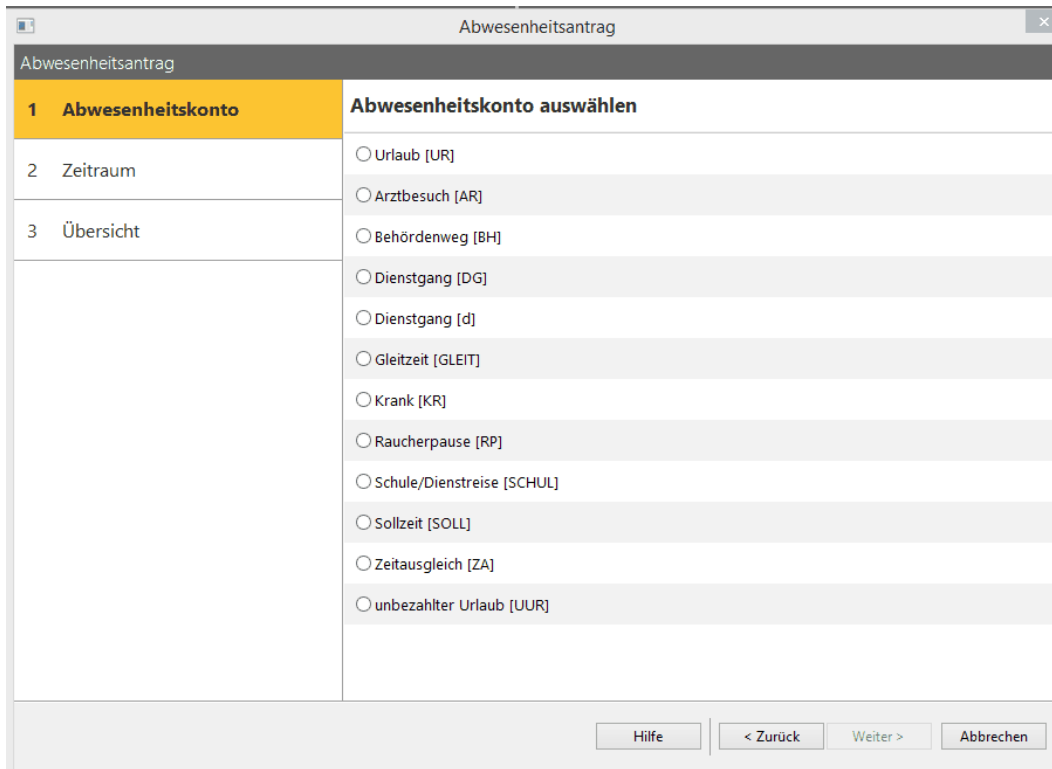 Abwesenheitsantrag
Abwesenheitsantrag
1 Abwesenheitskonto
2 Zeitraum
3 Übersicht
Abwesenheitskonto auswählen
Urlaub [UR]
Arztbesuch [AR]
Behördenweg [BH]
Dienstgang [DG]
Dienstgang [d]
Gleitzeit [GLEIT]
Krank [KR]
Raucherpause [RP]
Schule/Dienstreise [SCHUL]
Sollzeit [SOLL]
Zeitausgleich [ZA]
unbezahlter Urlaub [UUR]
Hilfe < Zurück Weiter > Abbrechen